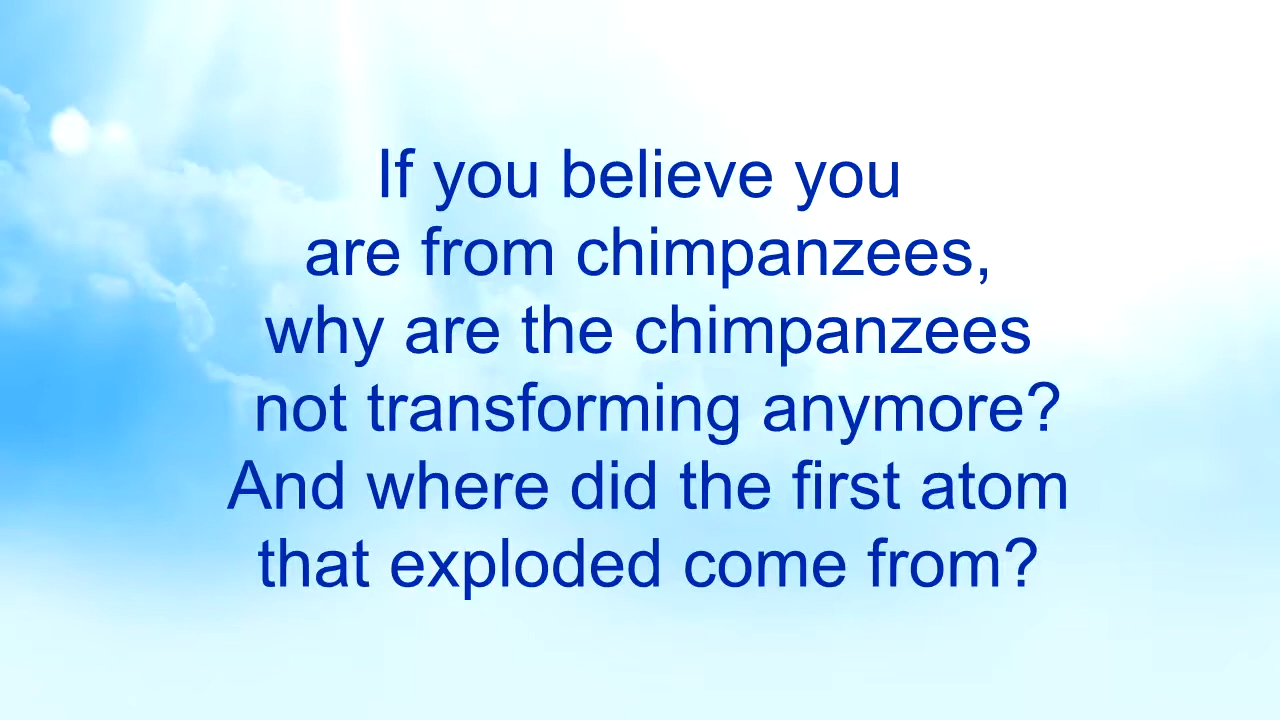 If you believe you
are from chimpanzees,
why are the chimpanzees
not transforming anymore?
And where did the first atom
that exploded come from?